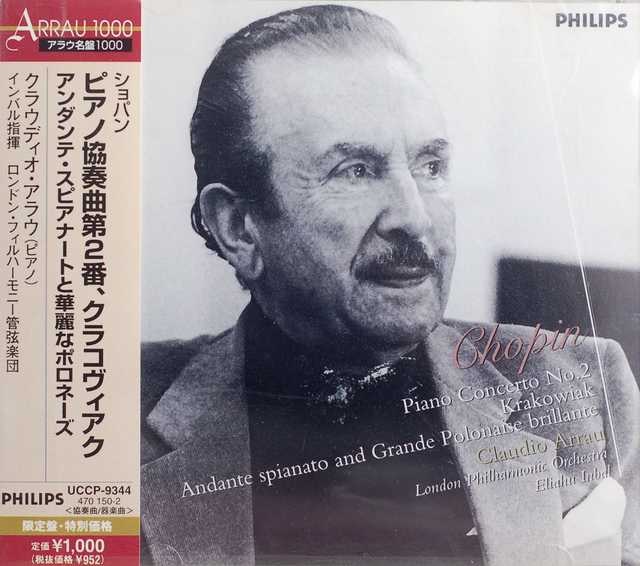 ARRAU 1000
アラウ名盤1000
ショパン
ピアノ協奏曲第2番、クラコヴィアク
アンダンテ・スピアナートと華麗なポロネーズ
クラウディオ・アラウ(ピアノ)
インバル指揮 ロンドン・フィルハーモニー管弦楽団
PHILIPS
UCCP-9344
470 150-2
<協奏曲/器楽曲>
限定盤・特別価格
定価¥1,000
(税抜価格¥952)
PHILIPS
Chopin
Piano Concerto No.2
Krakowiak
Andante spianato and Grande Polonaise brillante
Claudio Arrau
London Philharmonic Orchestra
Eliahu Inbal